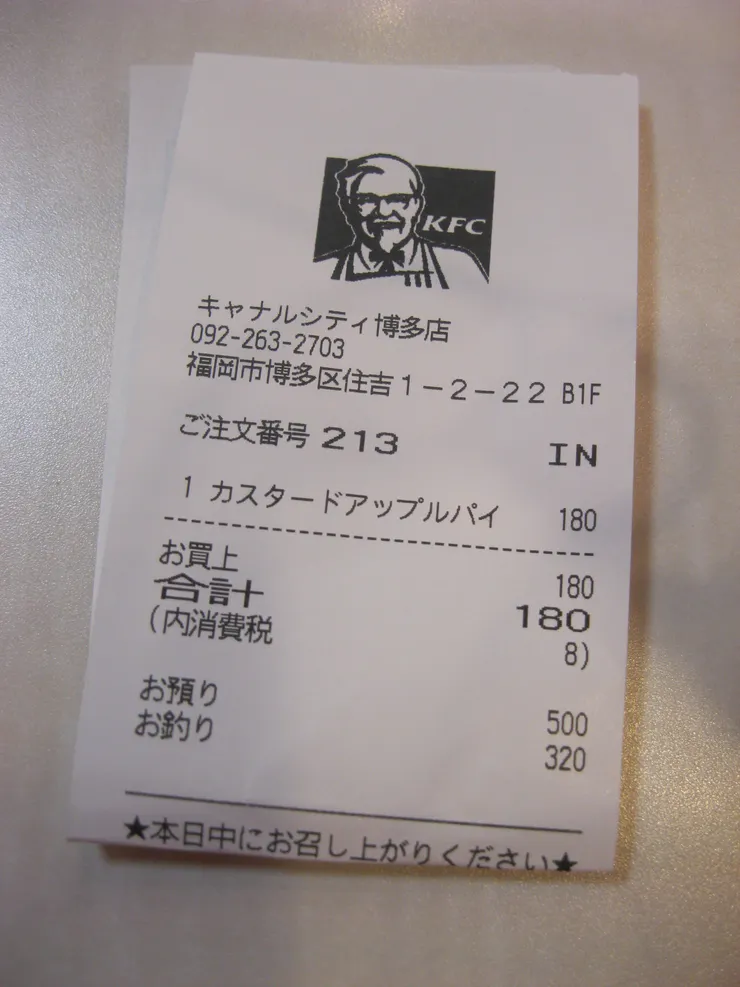 KFC
キャナルシティ博多店
092-263-2703
福岡市博多区住吉1-2-22 B1F
ご注文番号 213 IN
1 カスタードアップルパイ 180
お買上 180
合計 180
(内消費税 8)
お預り 500
お釣り 320
★本日中にお召し上がりください★